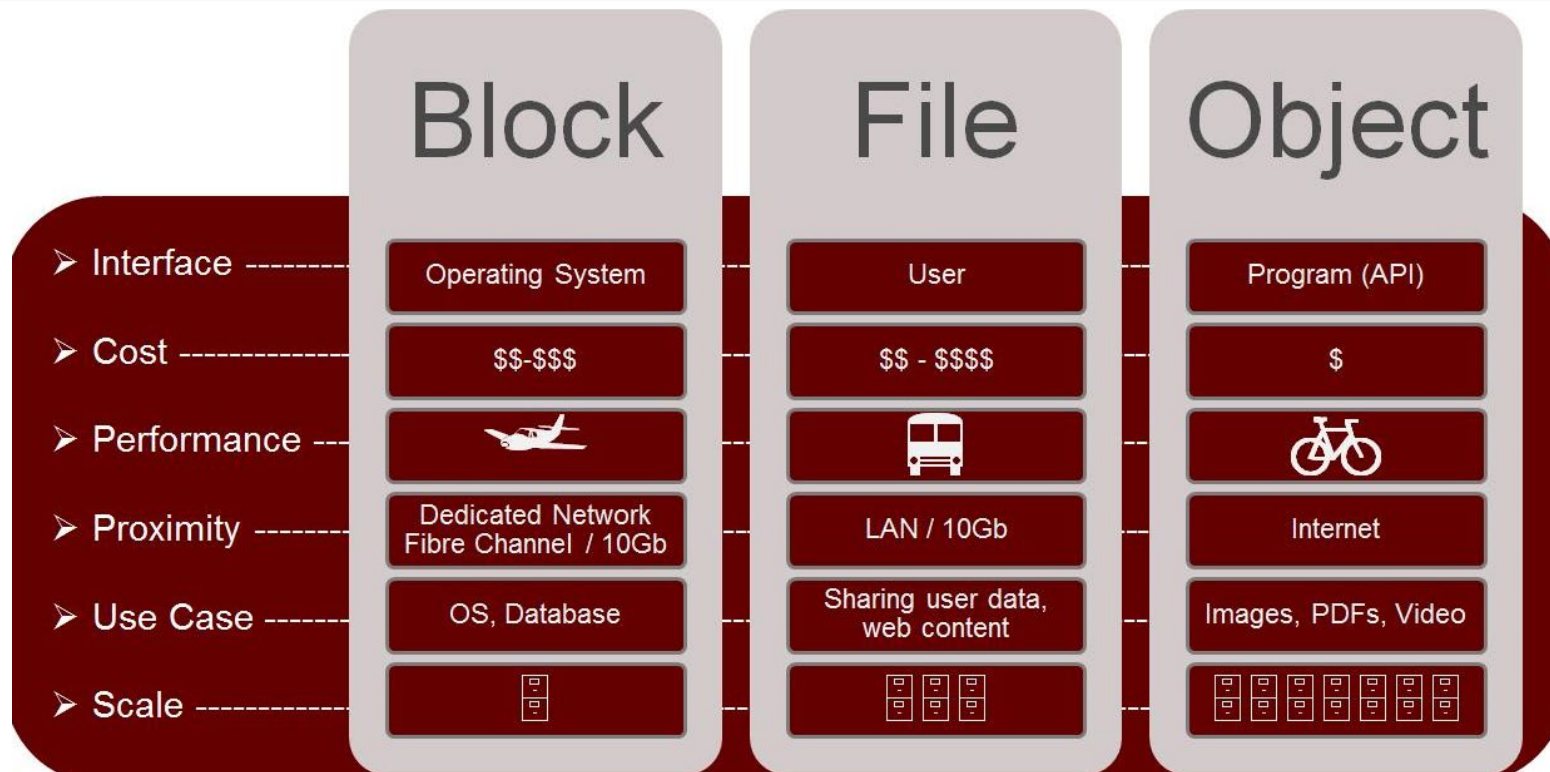 Block
File
Object
➢ Interface
Operating System
User
Program (API)
➢ Cost
$$-$$$
$$ - $$$$
$
➢ Performance
➢ Proximity
Dedicated Network
Fibre Channel / 10Gb
LAN / 10Gb
Internet
➢ Use Case
OS, Database
Sharing user data,
web content
Images, PDFs, Video
➢ Scale